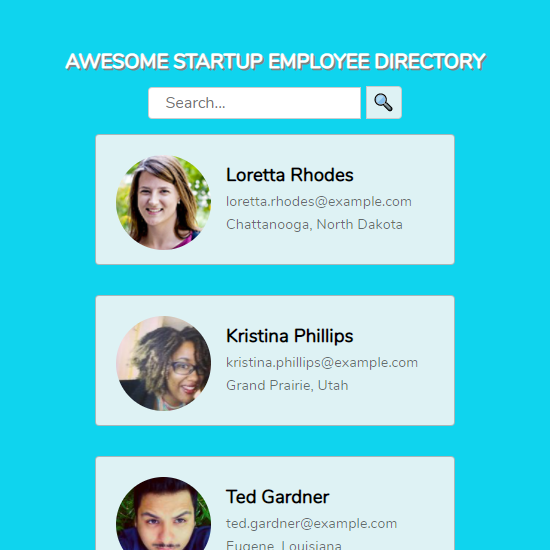 AWESOME STARTUP EMPLOYEE DIRECTORY
Search...
Loretta Rhodes
loretta.rhodes@example.com
Chattanooga, North Dakota
Kristina Phillips
kristina.phillips@example.com
Grand Prairie, Utah
Ted Gardner
ted.gardner@example.com
Eugene, Louisiana